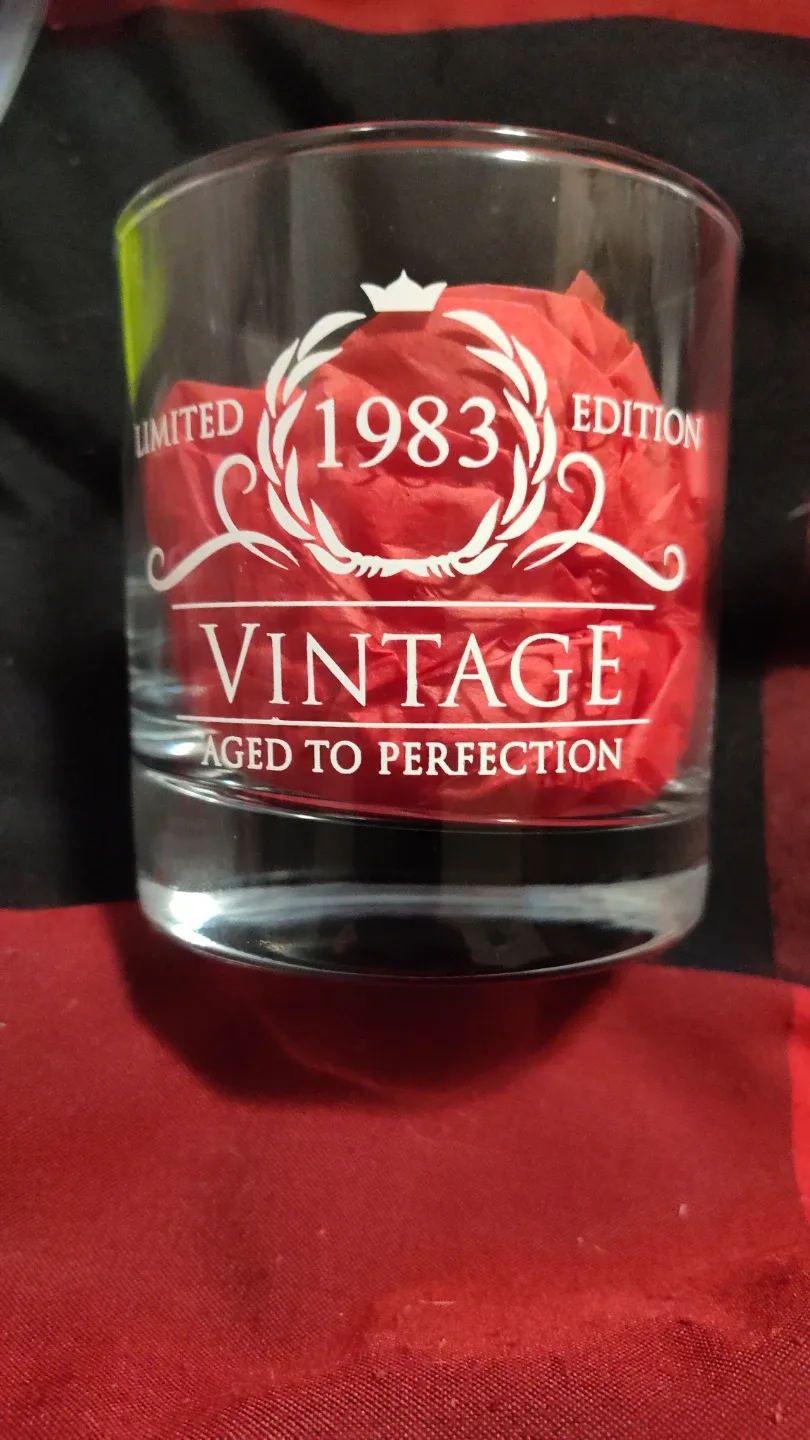 LIMITED 1983 EDITION
VINTAGE
AGED TO PERFECTION